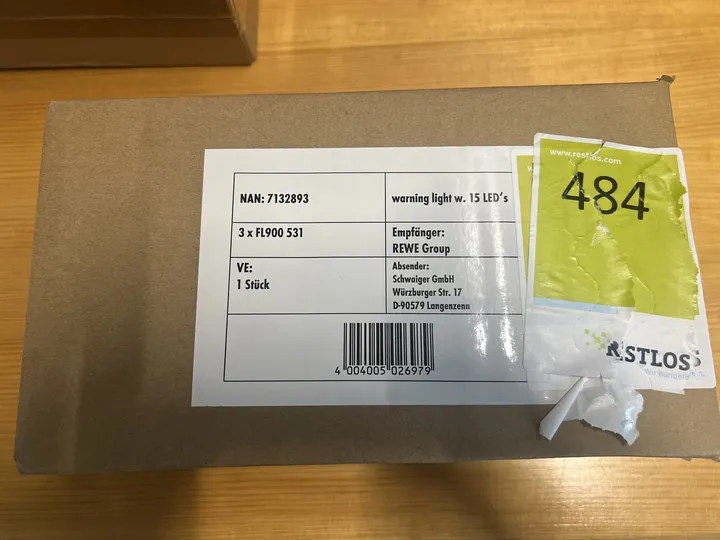 NAN: 7132893
warning light w. 15 LED's
3 x FL900 531
Empfänger:
REWE Group
VE:
1 Stück
Absender:
Schwaiger GmbH
Würzburger Str. 17
D-90579 Langenzenn
4 004005 026979
www.restlos.com
484
RESTLOS